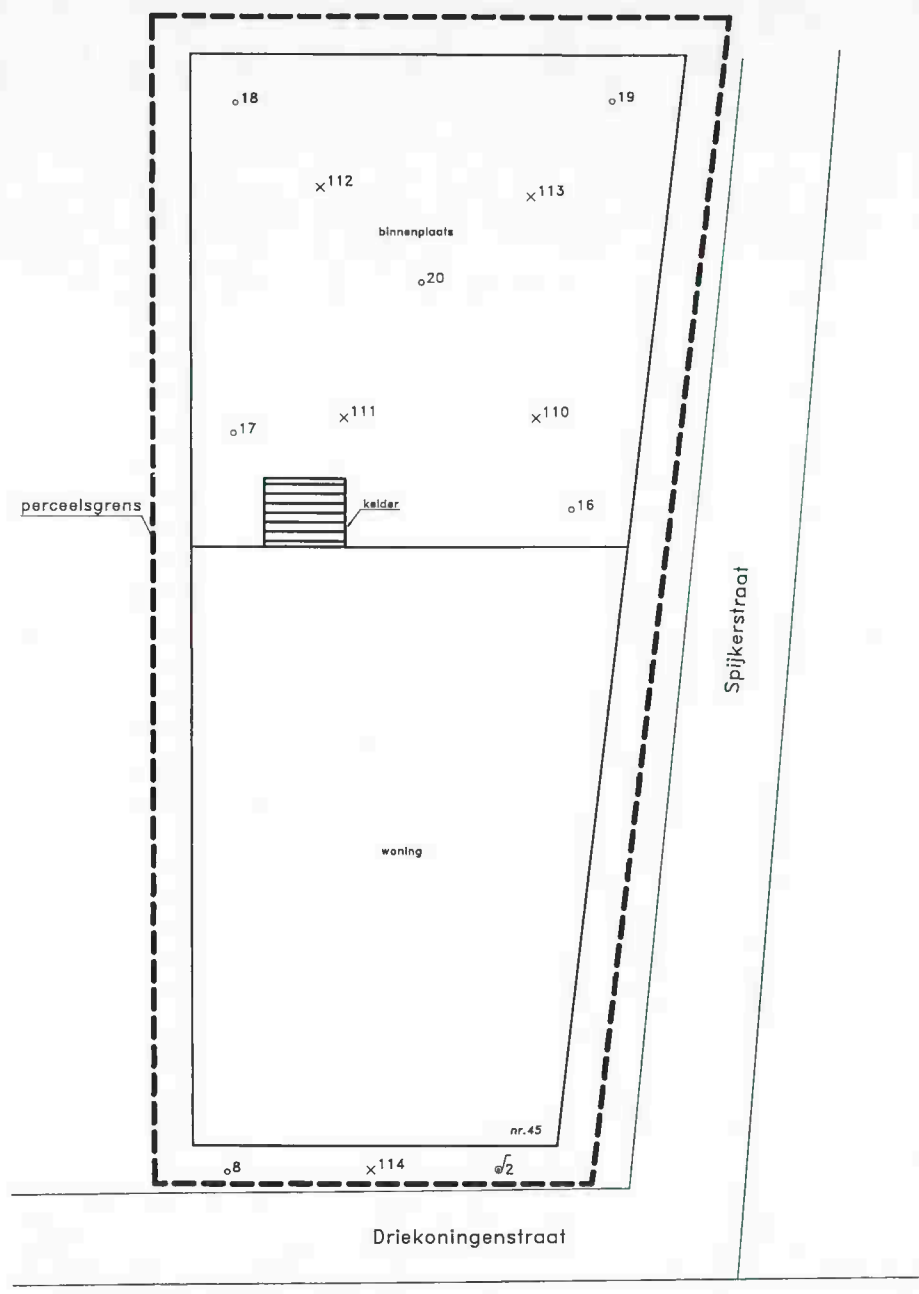 18
19
112
113
binnenplaats
20
111
110
17
perceelsgrens
kelder
16
Spijkerstraat
woning
nr.45
8
114
2
Driekoningenstraat